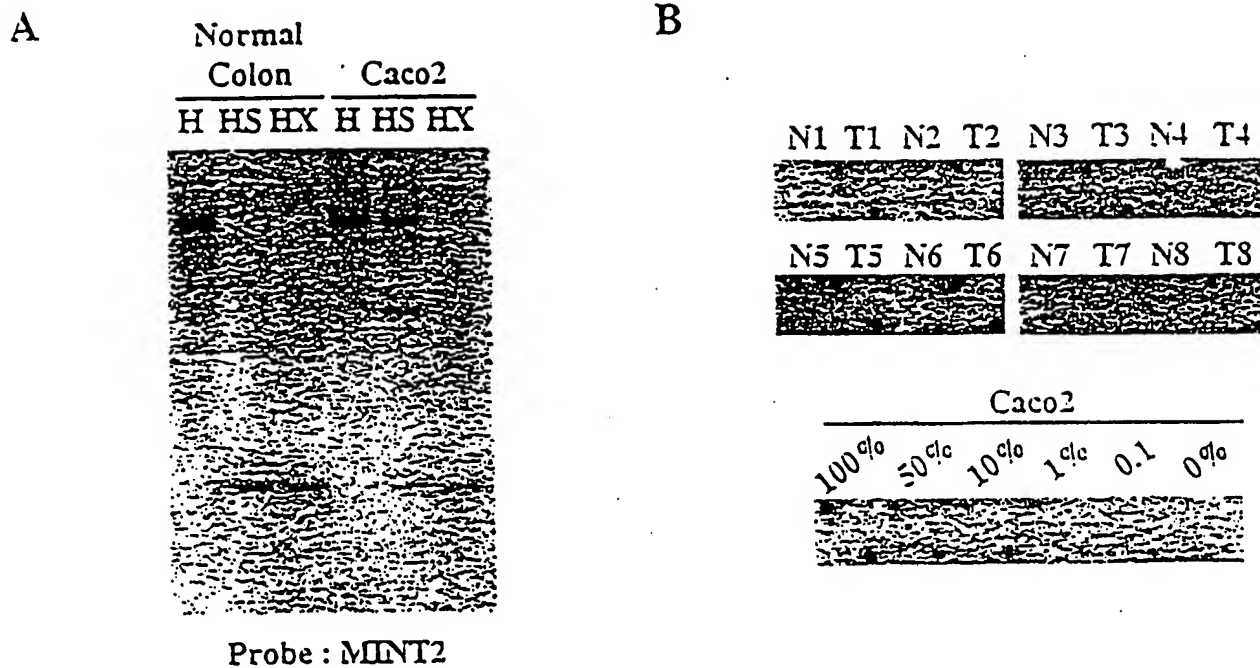 A
Normal
Colon Caco2
H HS HX H HS HX
Probe : MINT2
B
N1 T1 N2 T2 N3 T3 N4 T4
N5 T5 N6 T6 N7 T7 N8 T8
Caco2
100% 50% 10% 1% 0.1 0%